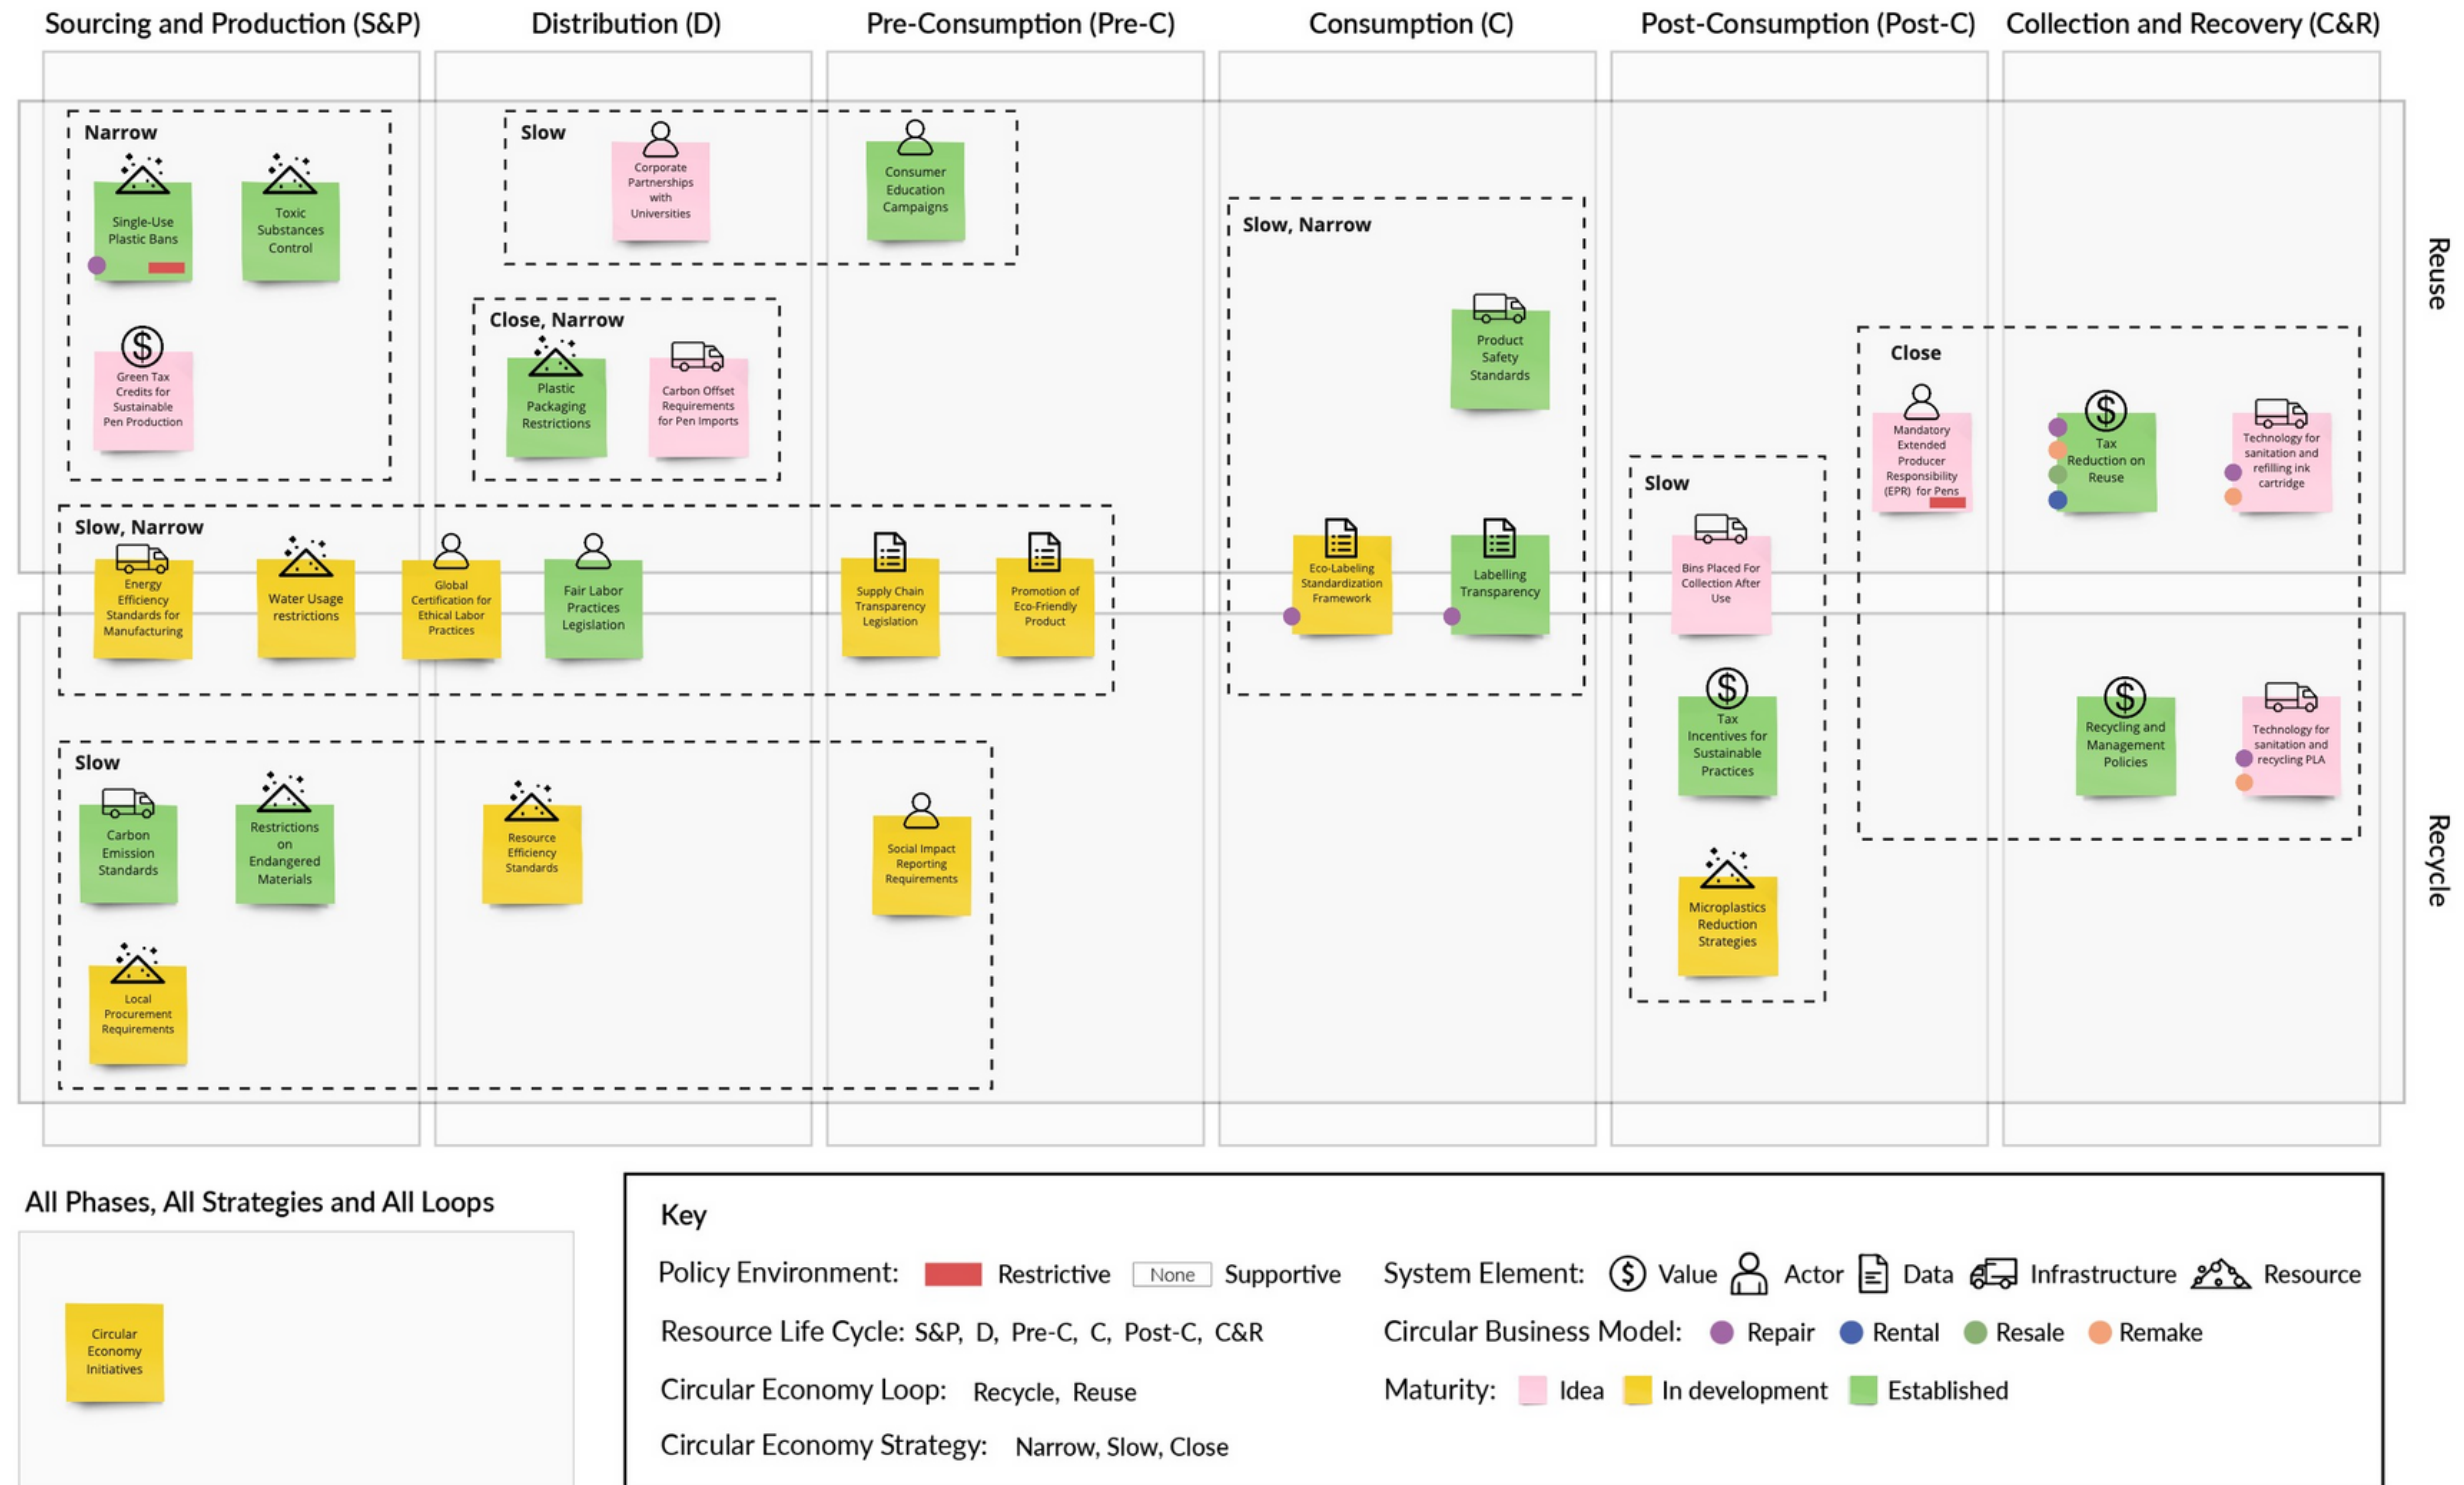 Sourcing and Production (S&P)
Distribution (D)
Pre-Consumption (Pre-C)
Consumption (C)
Post-Consumption (Post-C)
Collection and Recovery (C&R)
Reuse
Recycle
Narrow
Single-Use
Plastic Bans
Toxic
Substances
Control
Green Tax
Credits for
Sustainable
Pen Production
Slow
Corporate
Partnerships
with
Universities
Consumer
Education
Campaigns
Close, Narrow
Plastic
Packaging
Restrictions
Carbon Offset
Requirements
for Pen Imports
Slow, Narrow
Product
Safety
Standards
Eco-Labeling
Standardization
Framework
Labelling
Transparency
Close
Mandatory
Extended
Producer
Responsibility
(EPR) for Pens
$
Tax
Reduction on
Reuse
Technology for
sanitation and
refilling ink
cartridge
Recycling and
Management
Policies
Technology for
sanitation and
recycling PLA
Slow
Bins Placed For
Collection After
Use
$
Tax
Incentives for
Sustainable
Practices
Microplastics
Reduction
Strategies
Slow, Narrow
Energy
Efficiency
Standards for
Manufacturing
Water Usage
restrictions
Global
Certification for
Ethical Labor
Practices
Fair Labor
Practices
Legislation
Supply Chain
Transparency
Legislation
Promotion of
Eco-Friendly
Product
Slow
Carbon
Emission
Standards
Restrictions
on
Endangered
Materials
Resource
Efficiency
Standards
Social Impact
Reporting
Requirements
Local
Procurement
Requirements
All Phases, All Strategies and All Loops
Circular
Economy
Initiatives
Key
Policy Environment: Restrictive None Supportive
Resource Life Cycle: S&P, D, Pre-C, C, Post-C, C&R
Circular Economy Loop: Recycle, Reuse
Circular Economy Strategy: Narrow, Slow, Close
System Element: $ Value Actor Data Infrastructure Resource
Circular Business Model: Repair Rental Resale Remake
Maturity: Idea In development Established